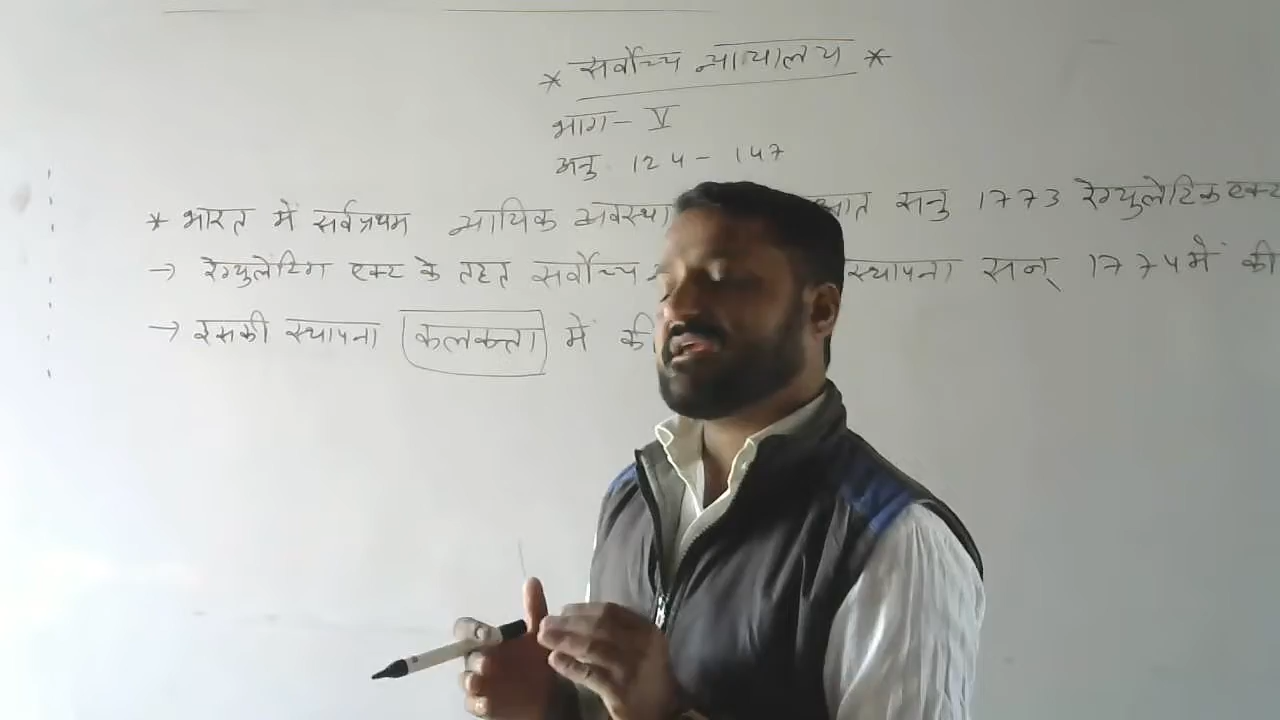 * सर्वोच्च न्यायालय *
भाग - V
अनु 124 - 147
* भारत में सर्वप्रथम न्यायिक व्यवस्था सन् 1773 रेग्युलेटिंक एक्ट
→ रेग्युलेटिंग एक्ट के तहत सर्वोच्च स्थापना सन् 1774 में की
→ इसकी स्थापना कलकत्ता में की